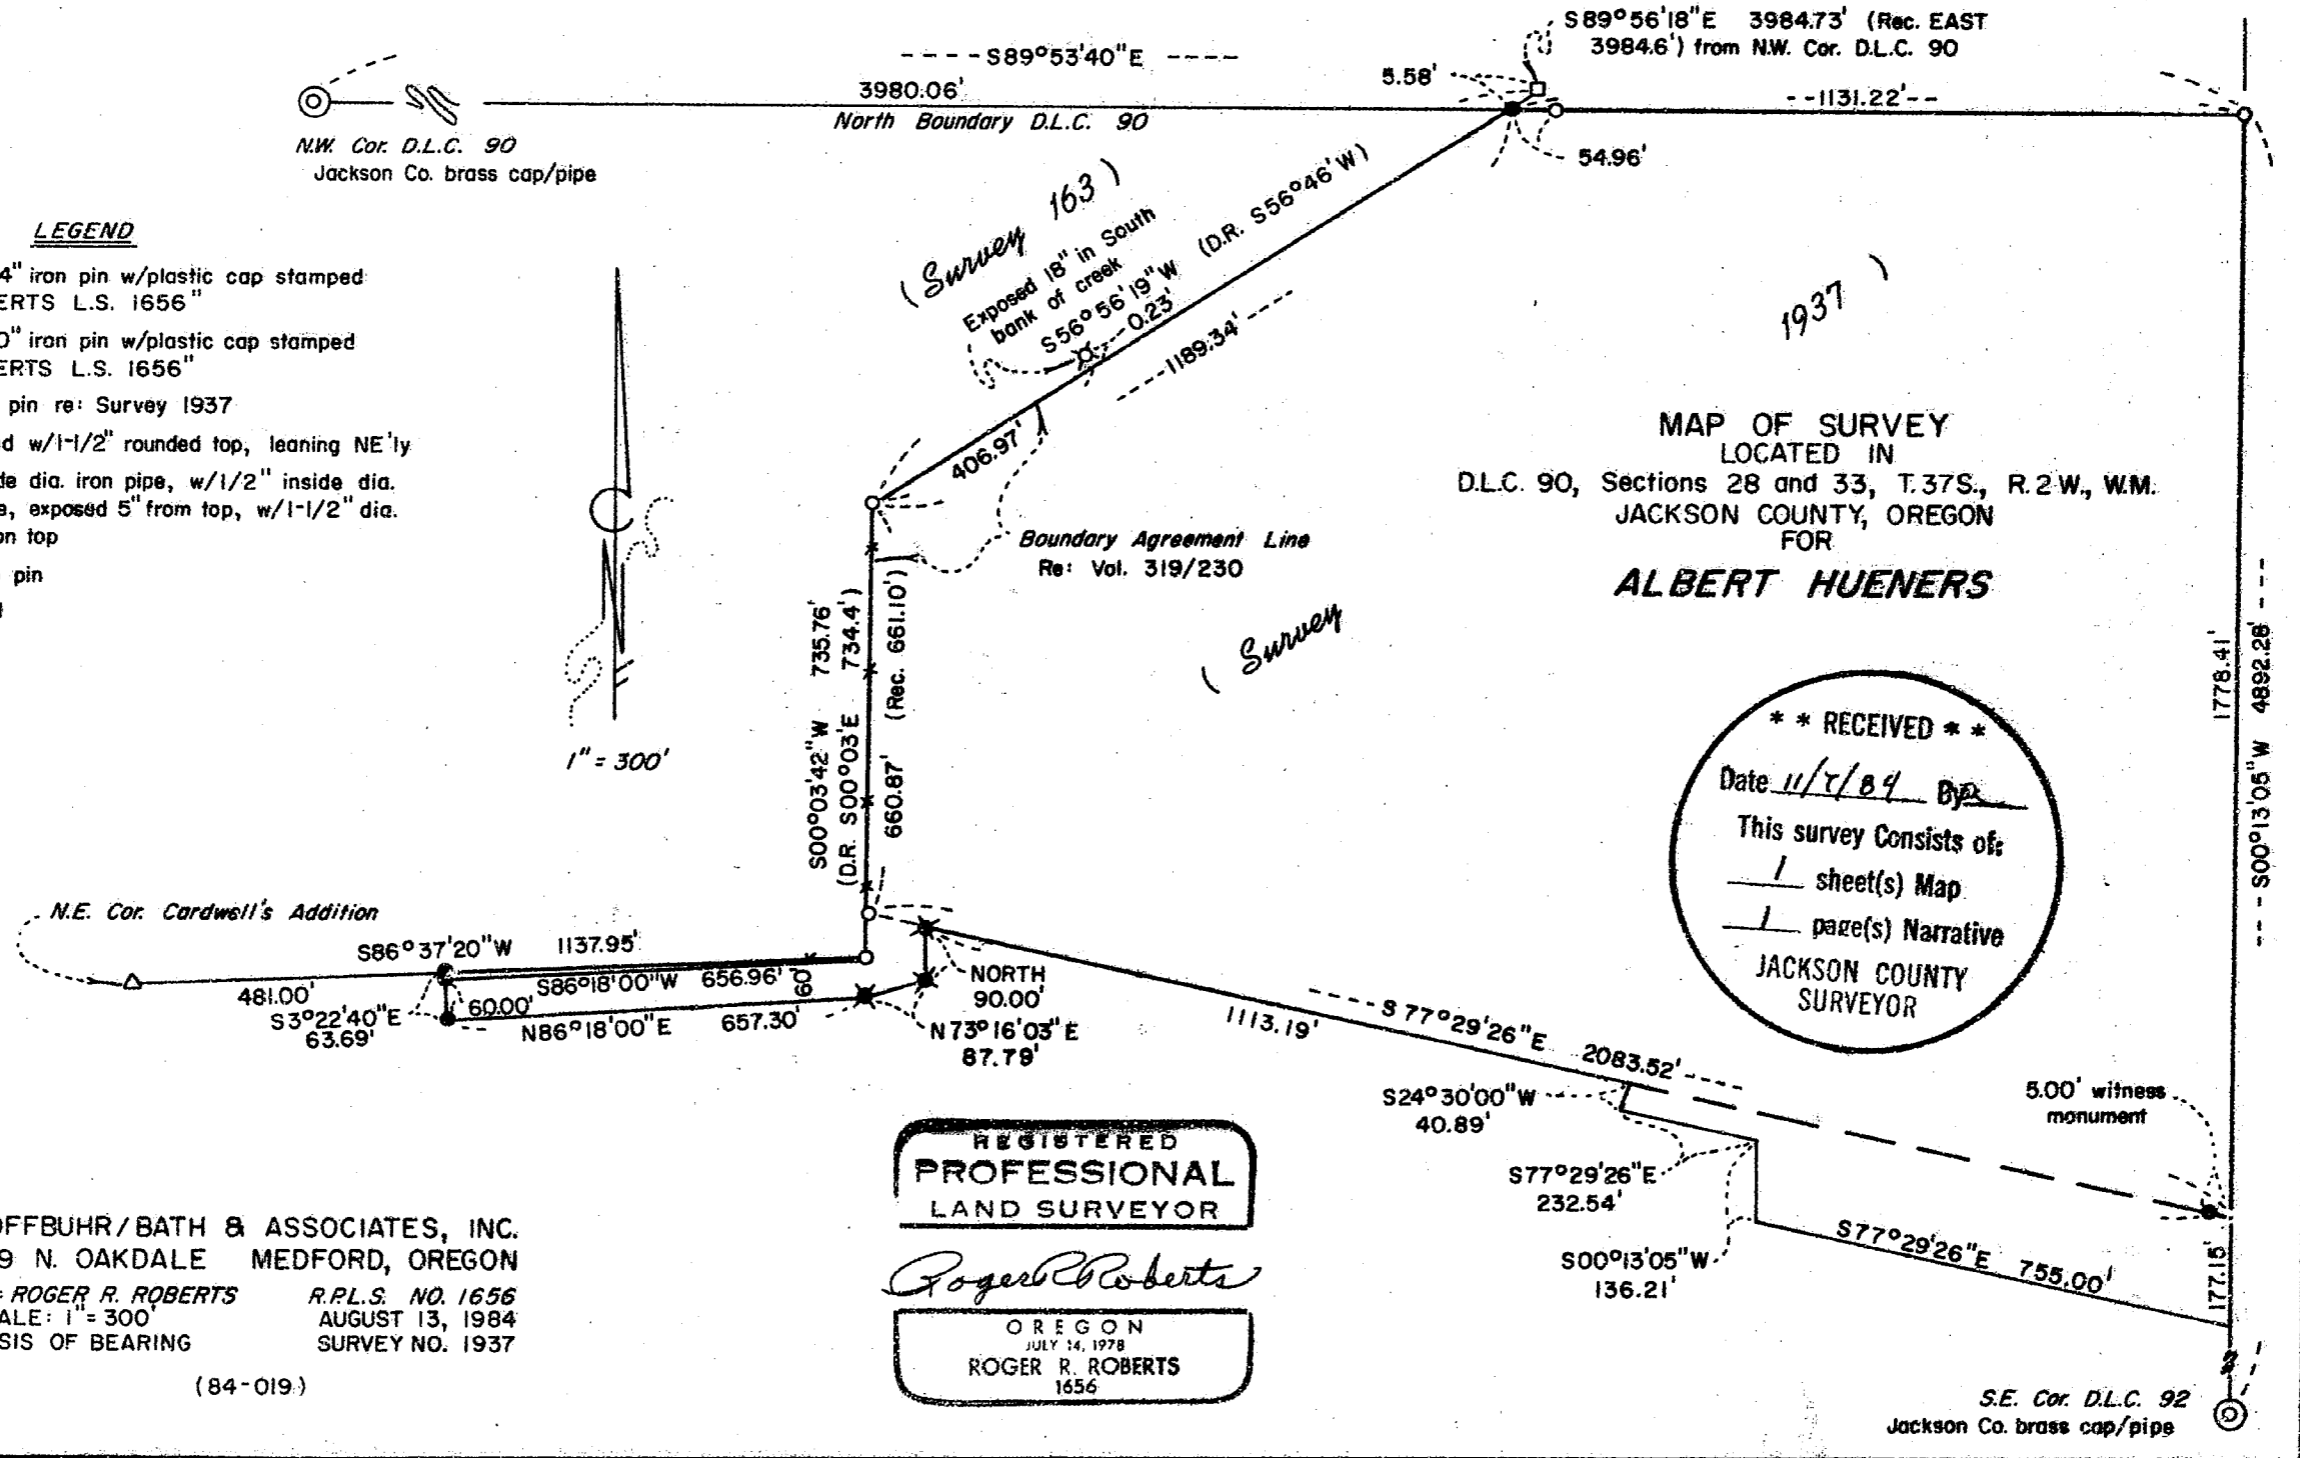 S89°56'18"E 3984.73' (Rec. EAST
3984.6') from N.W. Cor. D.L.C. 90
S89°53'40"E
3980.06'
North Boundary D.L.C. 90
5.58'
1131.22'
54.96'
N.W. Cor. D.L.C. 90
Jackson Co. brass cap/pipe
LEGEND
4" iron pin w/plastic cap stamped
ERTS L.S. 1656"
0" iron pin w/plastic cap stamped
ERTS L.S. 1656"
pin re: Survey 1937
d w/1-1/2" rounded top, leaning NE'ly
de dia. iron pipe, w/1/2" inside dia.
e, exposed 5" from top, w/1-1/2" dia.
on top
pin
1" = 300'
(Survey 163)
Exposed 18" in South
bank of creek
S56°56'19"W (D.R. S56°46'W)
0.23'
1189.34'
406.97'
Boundary Agreement Line
Re: Vol. 319/230
S00°03'42"W 735.76'
(D.R. S00°03'E 734.4')
660.87' (Rec. 661.10')
(Survey
1937 )
MAP OF SURVEY
LOCATED IN
D.L.C. 90, Sections 28 and 33, T.37S., R.2W., W.M.
JACKSON COUNTY, OREGON
FOR
ALBERT HUENERS
* * RECEIVED * *
Date 11/7/84 By
This survey Consists of:
1 sheet(s) Map
1 page(s) Narrative
JACKSON COUNTY
SURVEYOR
1778.41'
S00°13'05"W 4892.28'
N.E. Cor. Cardwell's Addition
S86°37'20"W 1137.95'
481.00'
S86°18'00"W 656.96'
60'
S3°22'40"E
63.69'
60.00'
N86°18'00"E 657.30'
NORTH
90.00'
N73°16'03"E
87.79'
1113.19'
S77°29'26"E 2083.52'
S24°30'00"W
40.89'
S77°29'26"E
232.54'
S00°13'05"W
136.21'
S77°29'26"E 755.00'
5.00' witness
monument
177.15'
S.E. Cor. D.L.C. 92
Jackson Co. brass cap/pipe
REGISTERED
PROFESSIONAL
LAND SURVEYOR
Roger R Roberts
OREGON
JULY 14, 1978
ROGER R. ROBERTS
1656
OFFBUHR/BATH & ASSOCIATES, INC.
9 N. OAKDALE MEDFORD, OREGON
: ROGER R. ROBERTS R.P.L.S. NO. 1656
ALE: 1" = 300' AUGUST 13, 1984
SIS OF BEARING SURVEY NO. 1937
(84-019)